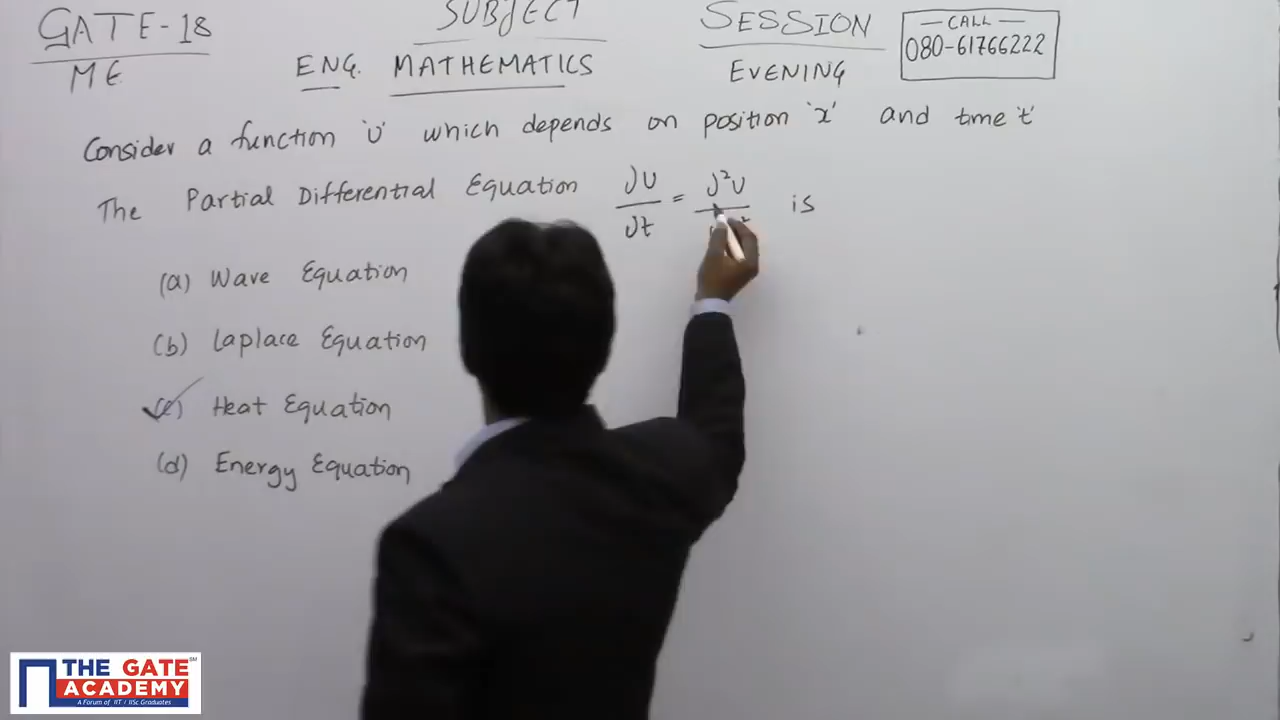 GATE-18
ME
SUBJECT
ENG. MATHEMATICS
SESSION
EVENING
— CALL —
080-61766222
Consider a function 'U' which depends on position 'x' and time 't'
The Partial Differential Equation ∂U/∂t = ∂²U is
(a) Wave Equation
(b) Laplace Equation
(c) Heat Equation
(d) Energy Equation
THE GATE ACADEMY
A Forum of IIT / IISc Graduates